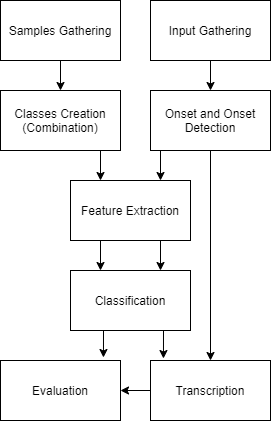 Samples Gathering
Input Gathering
Classes Creation
(Combination)
Onset and Onset
Detection
Feature Extraction
Classification
Evaluation
Transcription